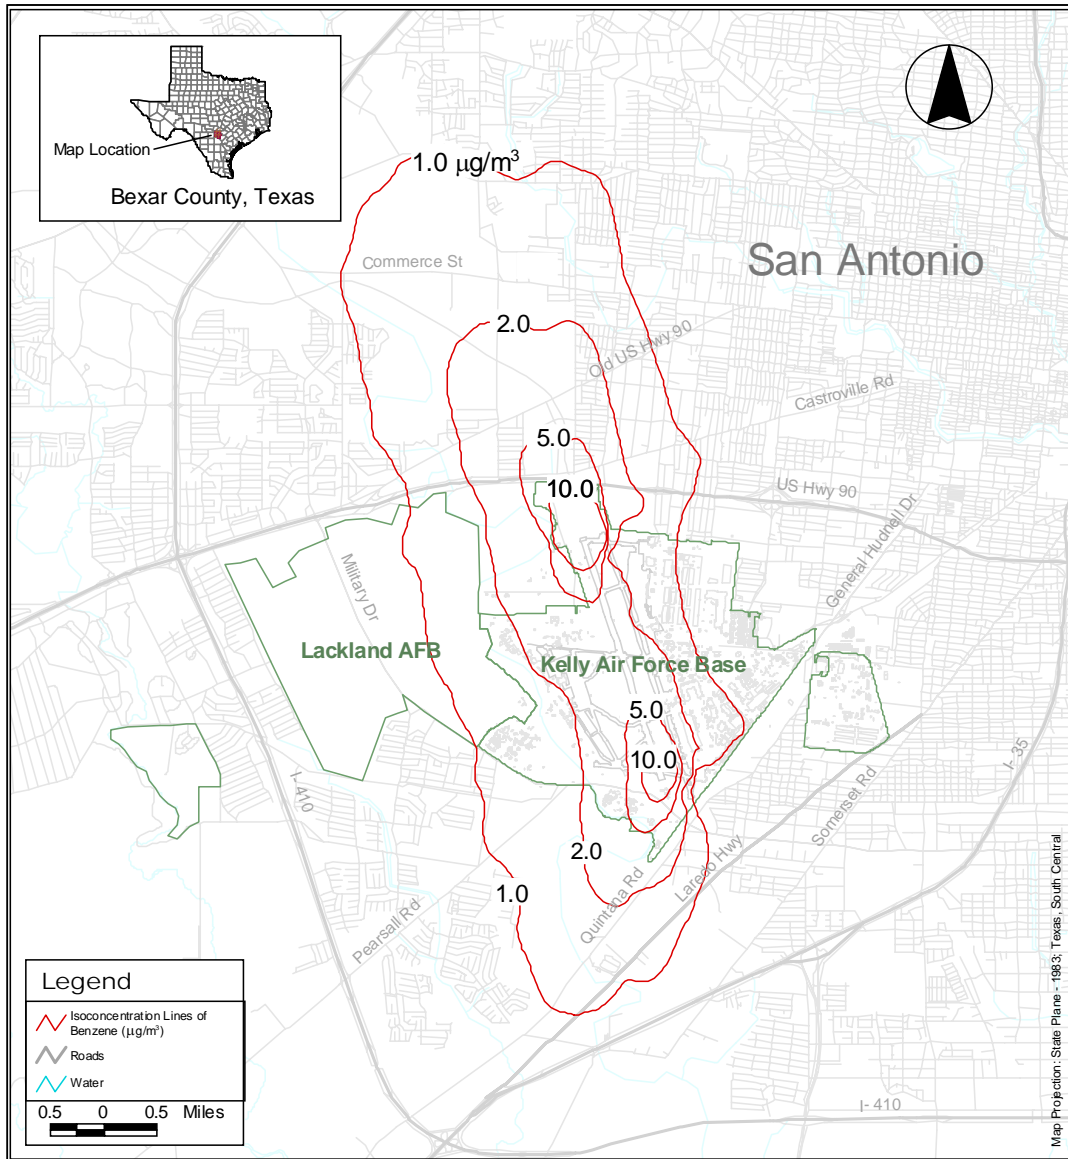 Map Location
Bexar County, Texas
1.0 µg/m³
San Antonio
Commerce St
2.0
Old US Hwy 90
Castroville Rd
5.0
10.0
US Hwy 90
General Hudnell Dr
Military Dr
Lackland AFB
Kelly Air Force Base
5.0
10.0
I-410
I-35
Somerset Rd
2.0
Laredo Hwy
1.0
Quintana Rd
Pearsall Rd
Legend
Isoconcentration Lines of
Benzene (µg/m³)
Roads
Water
0.5 0 0.5 Miles
I-410
Map Projection: State Plane - 1983; Texas, South Central